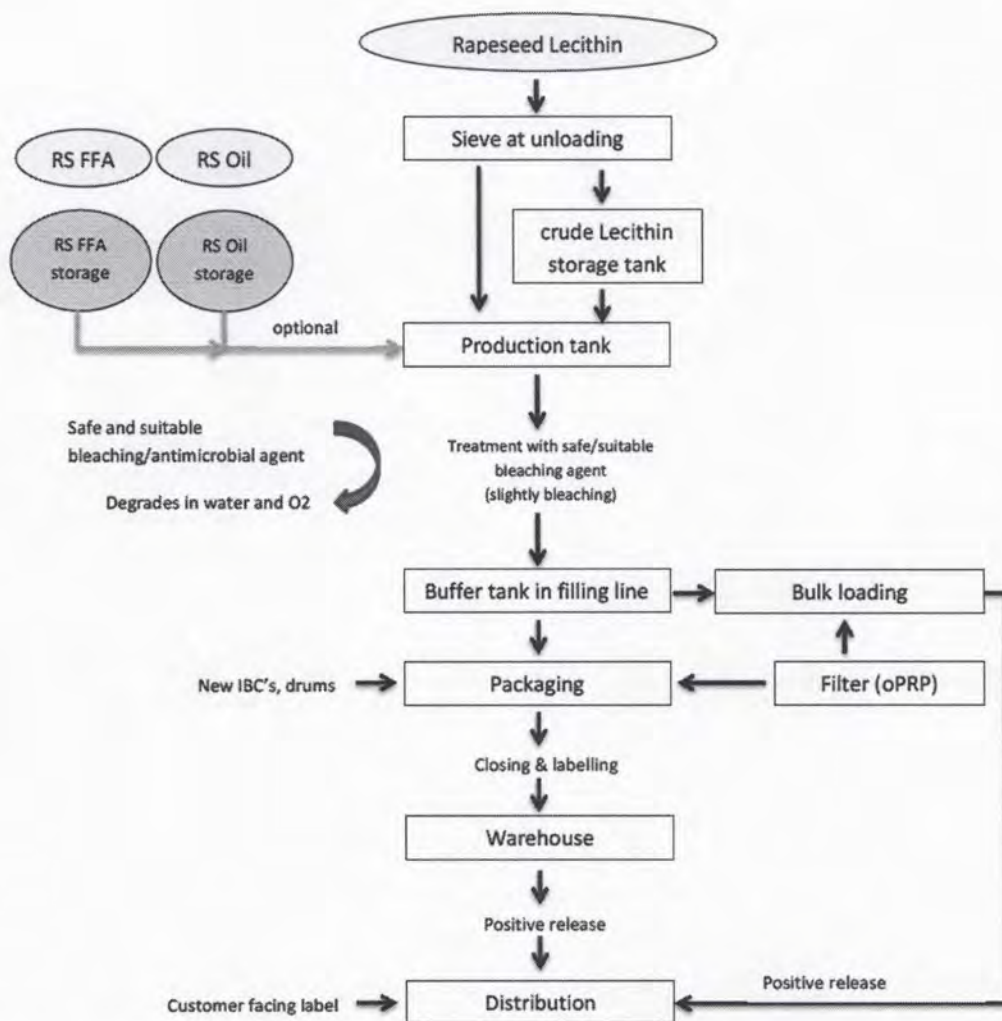 Rapeseed Lecithin
Sieve at unloading
RS FFA
RS Oil
RS FFA
storage
RS Oil
storage
crude Lecithin
storage tank
optional
Production tank
Safe and suitable
bleaching/antimicrobial agent
Degrades in water and O2
Treatment with safe/suitable
bleaching agent
(slightly bleaching)
Buffer tank in filling line
Bulk loading
New IBC's, drums
Packaging
Filter (oPRP)
Closing & labelling
Warehouse
Positive release
Positive release
Customer facing label
Distribution